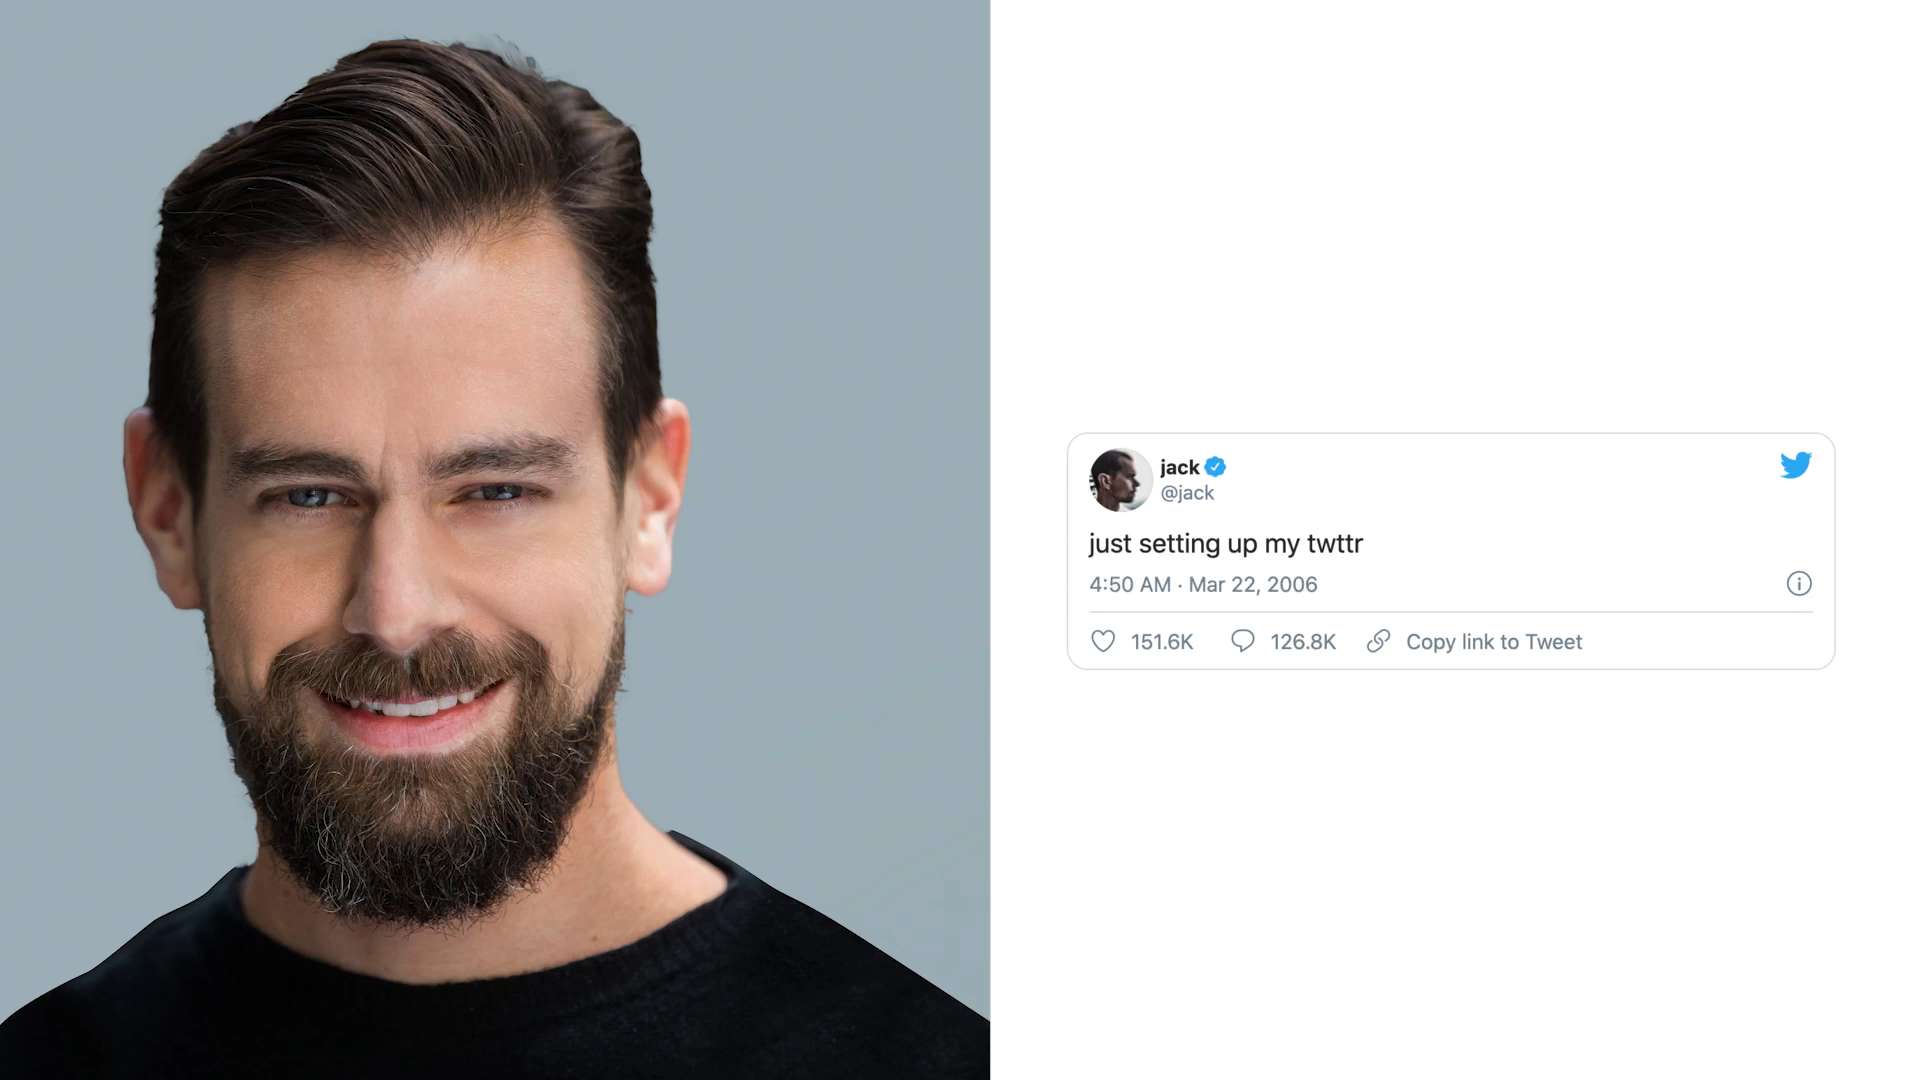 jack
@jack
just setting up my twttr
4:50 AM · Mar 22, 2006
151.6K 126.8K Copy link to Tweet